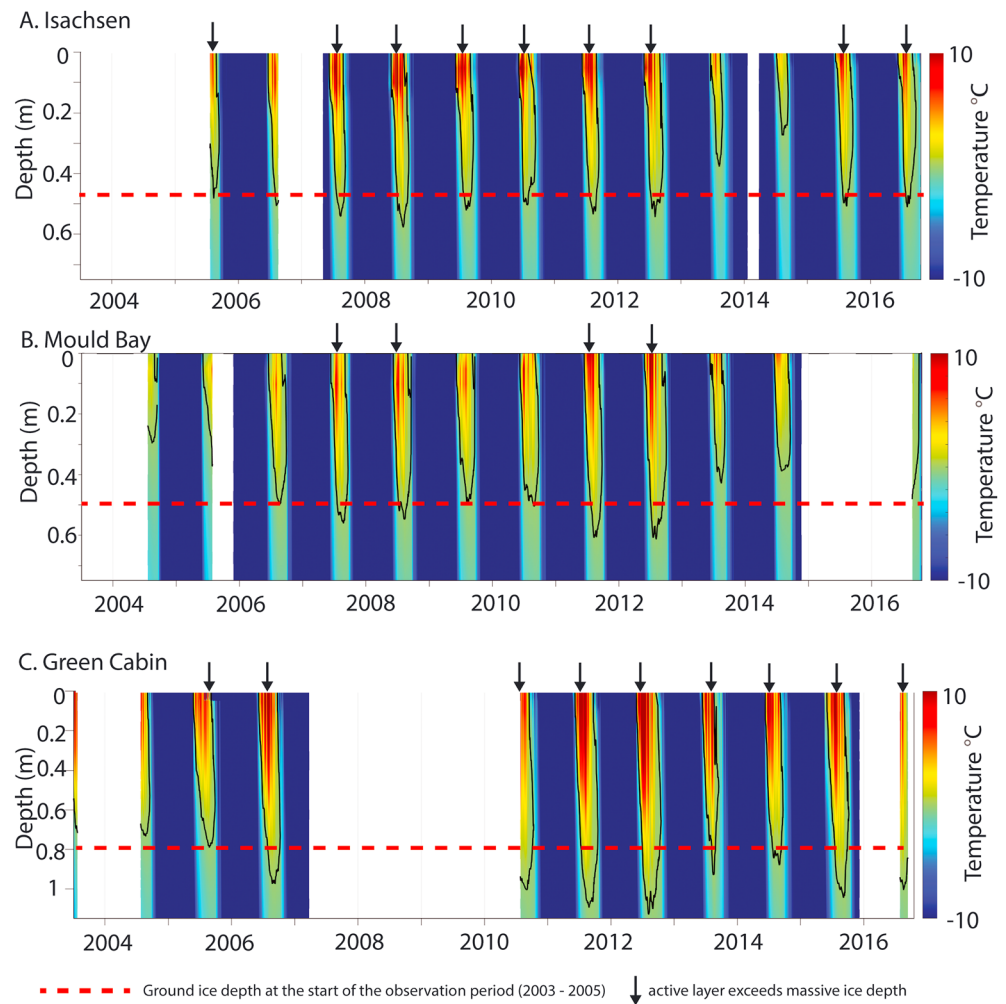 A. Isachsen
0
0.2
0.4
0.6
Depth (m)
2004 2006 2008 2010 2012 2014 2016
10
-10
Temperature °C
B. Mould Bay
0
0.2
0.4
0.6
Depth (m)
2004 2006 2008 2010 2012 2014 2016
10
-10
Temperature °C
C. Green Cabin
0
0.2
0.4
0.6
0.8
1
Depth (m)
2004 2006 2008 2010 2012 2014 2016
10
-10
Temperature °C
Ground ice depth at the start of the observation period (2003 - 2005) active layer exceeds massive ice depth